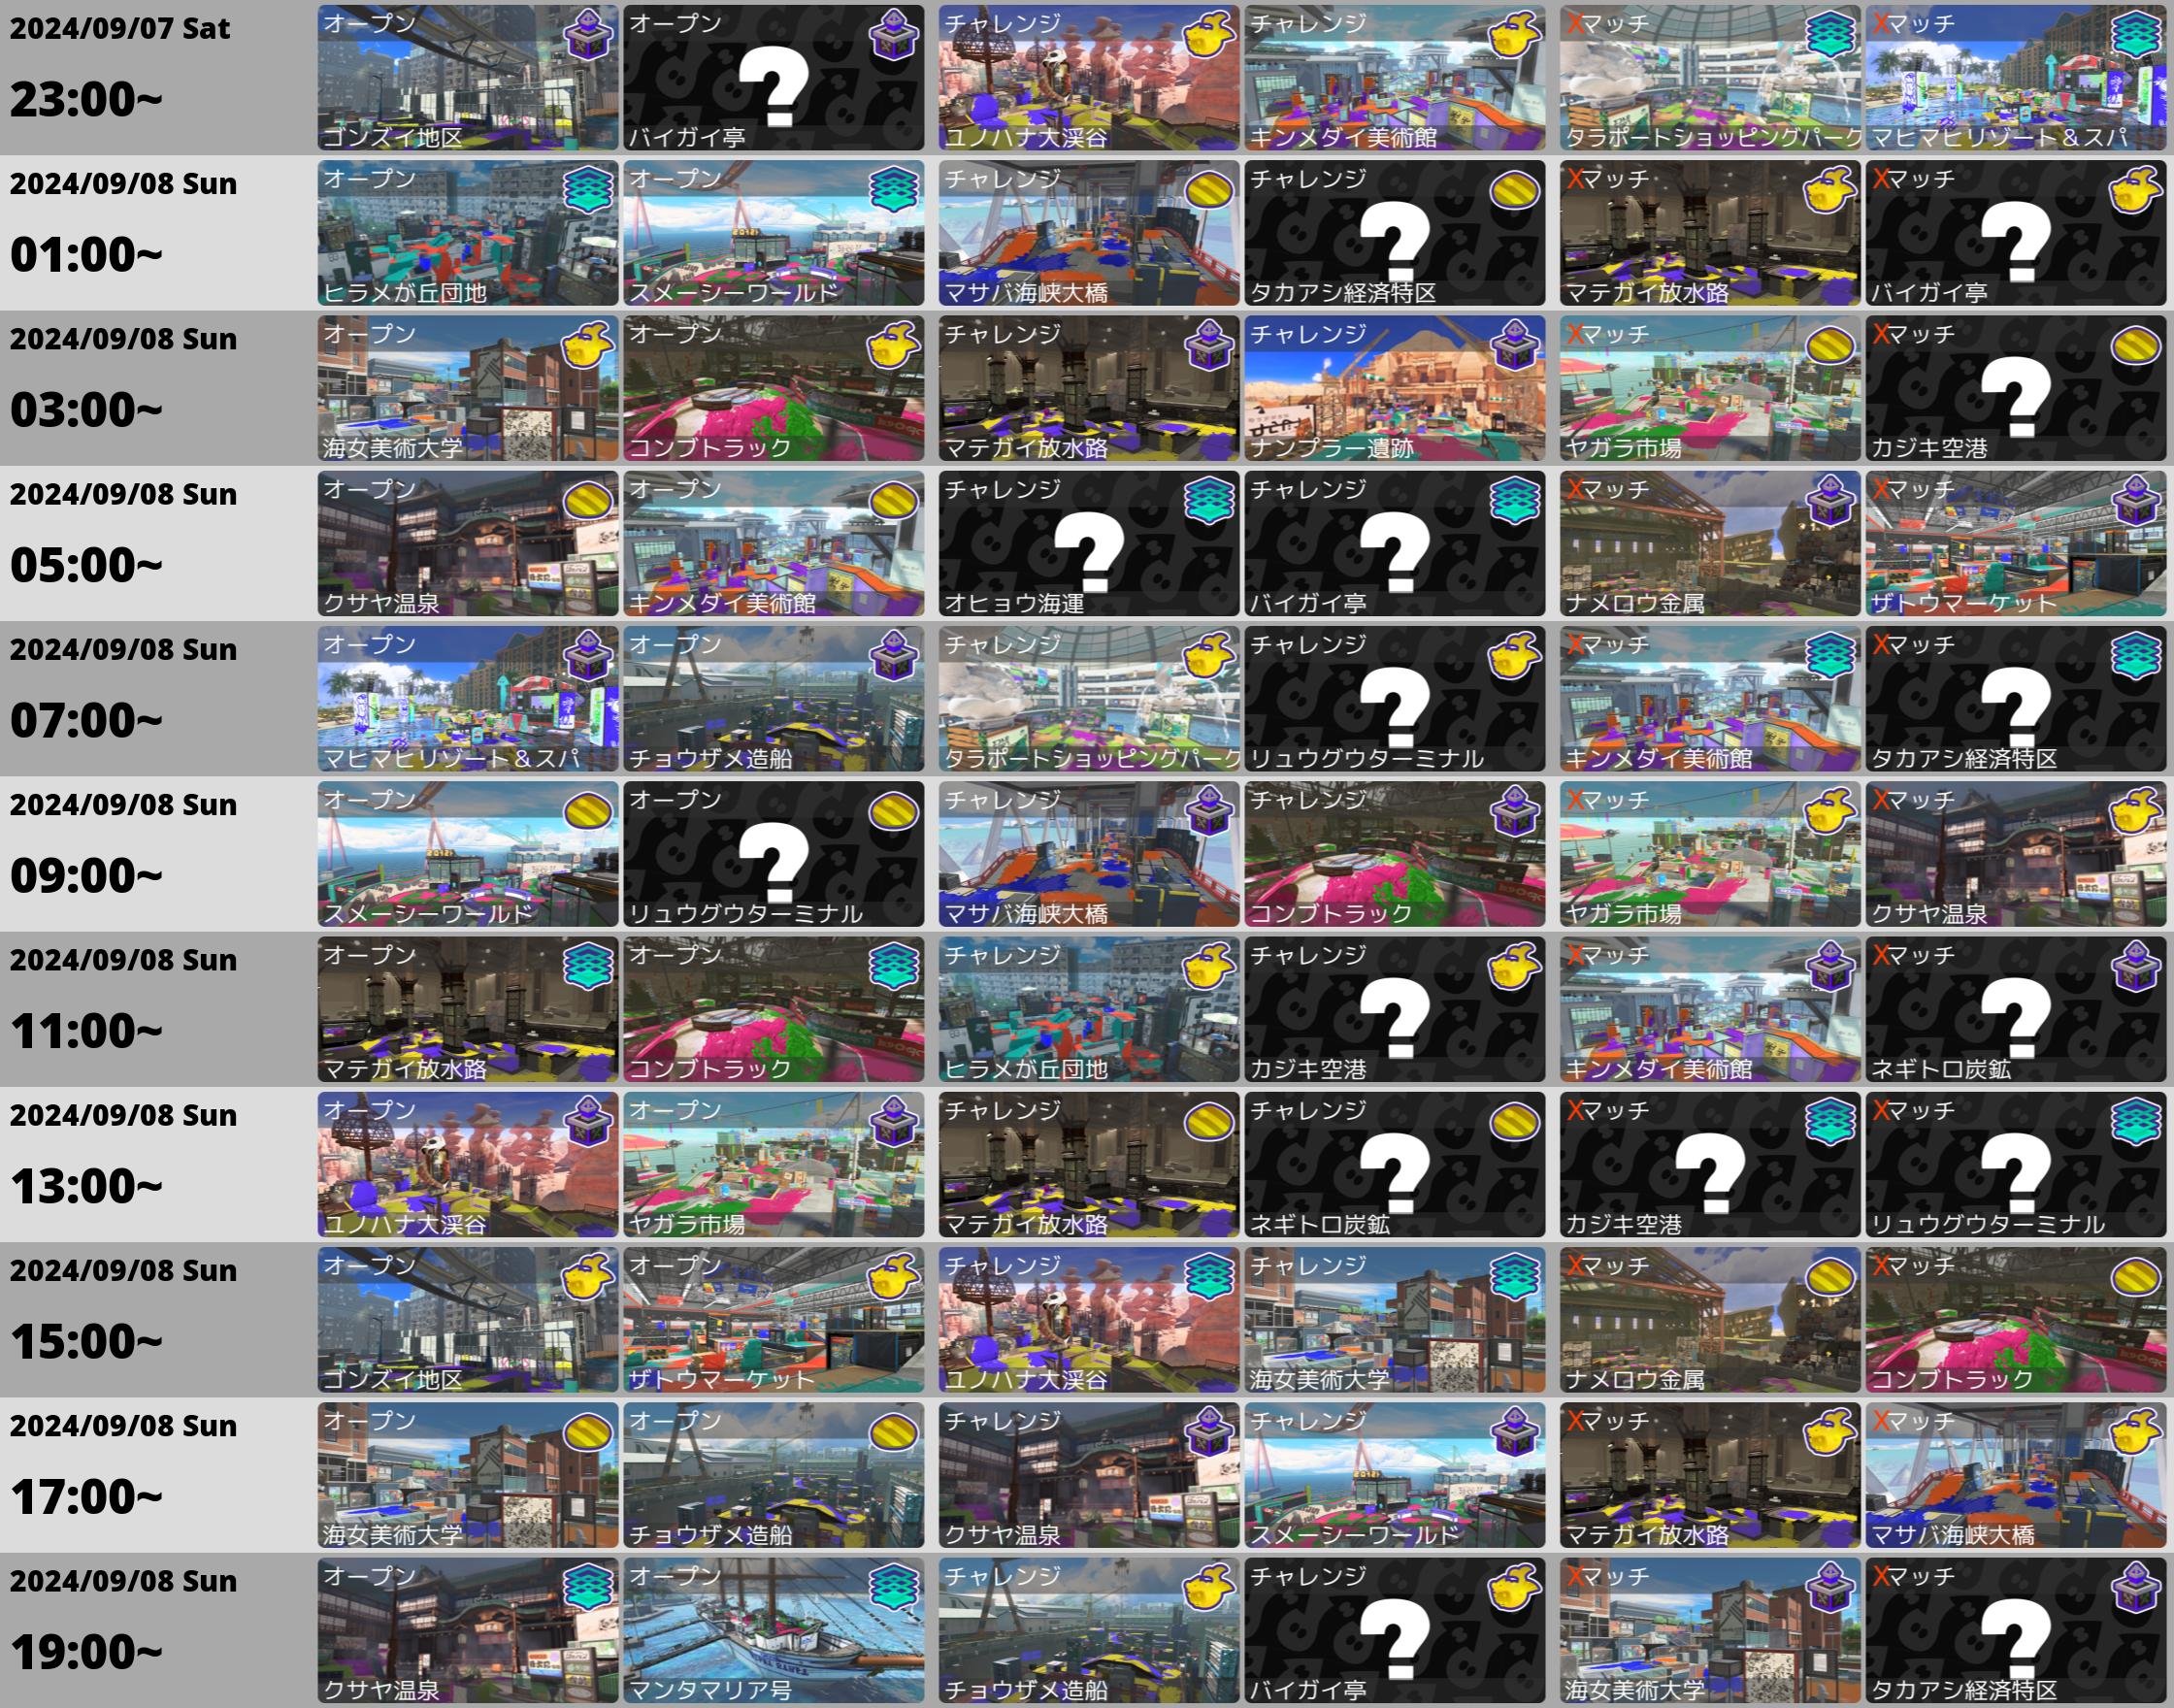 2024/09/07 Sat
23:00~
オープン
ゴンズイ地区
オープン
バイガイ亭
チャレンジ
ユノハナ大渓谷
チャレンジ
キンメダイ美術館
Xマッチ
タラポートショッピングパーク
Xマッチ
マヒマヒリゾート＆スパ
2024/09/08 Sun
01:00~
オープン
ヒラメが丘団地
オープン
スメーシーワールド
チャレンジ
マサバ海峡大橋
チャレンジ
タカアシ経済特区
Xマッチ
マテガイ放水路
Xマッチ
バイガイ亭
2024/09/08 Sun
03:00~
オープン
海女美術大学
オープン
コンブトラック
チャレンジ
マテガイ放水路
チャレンジ
ナンプラー遺跡
Xマッチ
ヤガラ市場
Xマッチ
カジキ空港
2024/09/08 Sun
05:00~
オープン
クサヤ温泉
オープン
キンメダイ美術館
チャレンジ
オヒョウ海運
チャレンジ
バイガイ亭
Xマッチ
ナメロウ金属
Xマッチ
ザトウマーケット
2024/09/08 Sun
07:00~
オープン
マヒマヒリゾート＆スパ
オープン
チョウザメ造船
チャレンジ
タラポートショッピングパーク
チャレンジ
リュウグウターミナル
Xマッチ
キンメダイ美術館
Xマッチ
タカアシ経済特区
2024/09/08 Sun
09:00~
オープン
スメーシーワールド
オープン
リュウグウターミナル
チャレンジ
マサバ海峡大橋
チャレンジ
コンブトラック
Xマッチ
ヤガラ市場
Xマッチ
クサヤ温泉
2024/09/08 Sun
11:00~
オープン
マテガイ放水路
オープン
コンブトラック
チャレンジ
ヒラメが丘団地
チャレンジ
カジキ空港
Xマッチ
キンメダイ美術館
Xマッチ
ネギトロ炭鉱
2024/09/08 Sun
13:00~
オープン
ユノハナ大渓谷
オープン
ヤガラ市場
チャレンジ
マテガイ放水路
チャレンジ
ネギトロ炭鉱
Xマッチ
カジキ空港
Xマッチ
リュウグウターミナル
2024/09/08 Sun
15:00~
オープン
ゴンズイ地区
オープン
ザトウマーケット
チャレンジ
ユノハナ大渓谷
チャレンジ
海女美術大学
Xマッチ
ナメロウ金属
Xマッチ
コンブトラック
2024/09/08 Sun
17:00~
オープン
海女美術大学
オープン
チョウザメ造船
チャレンジ
クサヤ温泉
チャレンジ
スメーシーワールド
Xマッチ
マテガイ放水路
Xマッチ
マサバ海峡大橋
2024/09/08 Sun
19:00~
オープン
クサヤ温泉
オープン
マンタマリア号
チャレンジ
チョウザメ造船
チャレンジ
バイガイ亭
Xマッチ
海女美術大学
Xマッチ
タカアシ経済特区